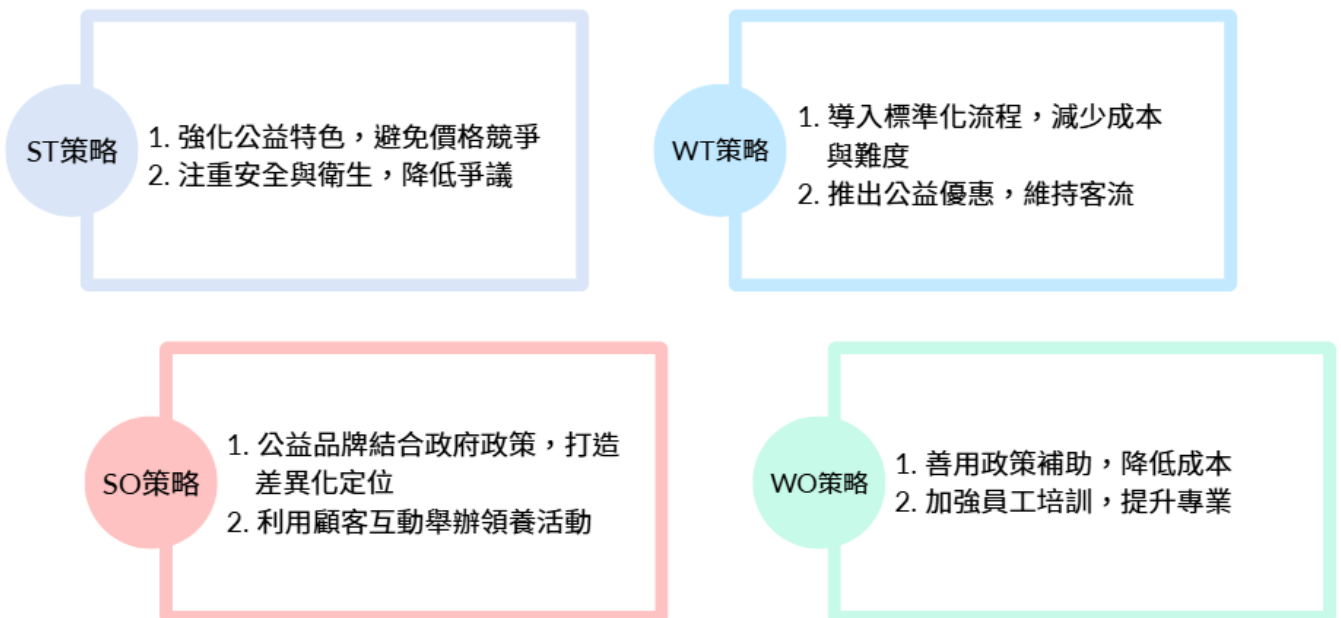 ST策略
1. 強化公益特色，避免價格競爭
2. 注重安全與衛生，降低爭議
WT策略
1. 導入標準化流程，減少成本
與難度
2. 推出公益優惠，維持客流
SO策略
1. 公益品牌結合政府政策，打造
差異化定位
2. 利用顧客互動舉辦領養活動
WO策略
1. 善用政策補助，降低成本
2. 加強員工培訓，提升專業